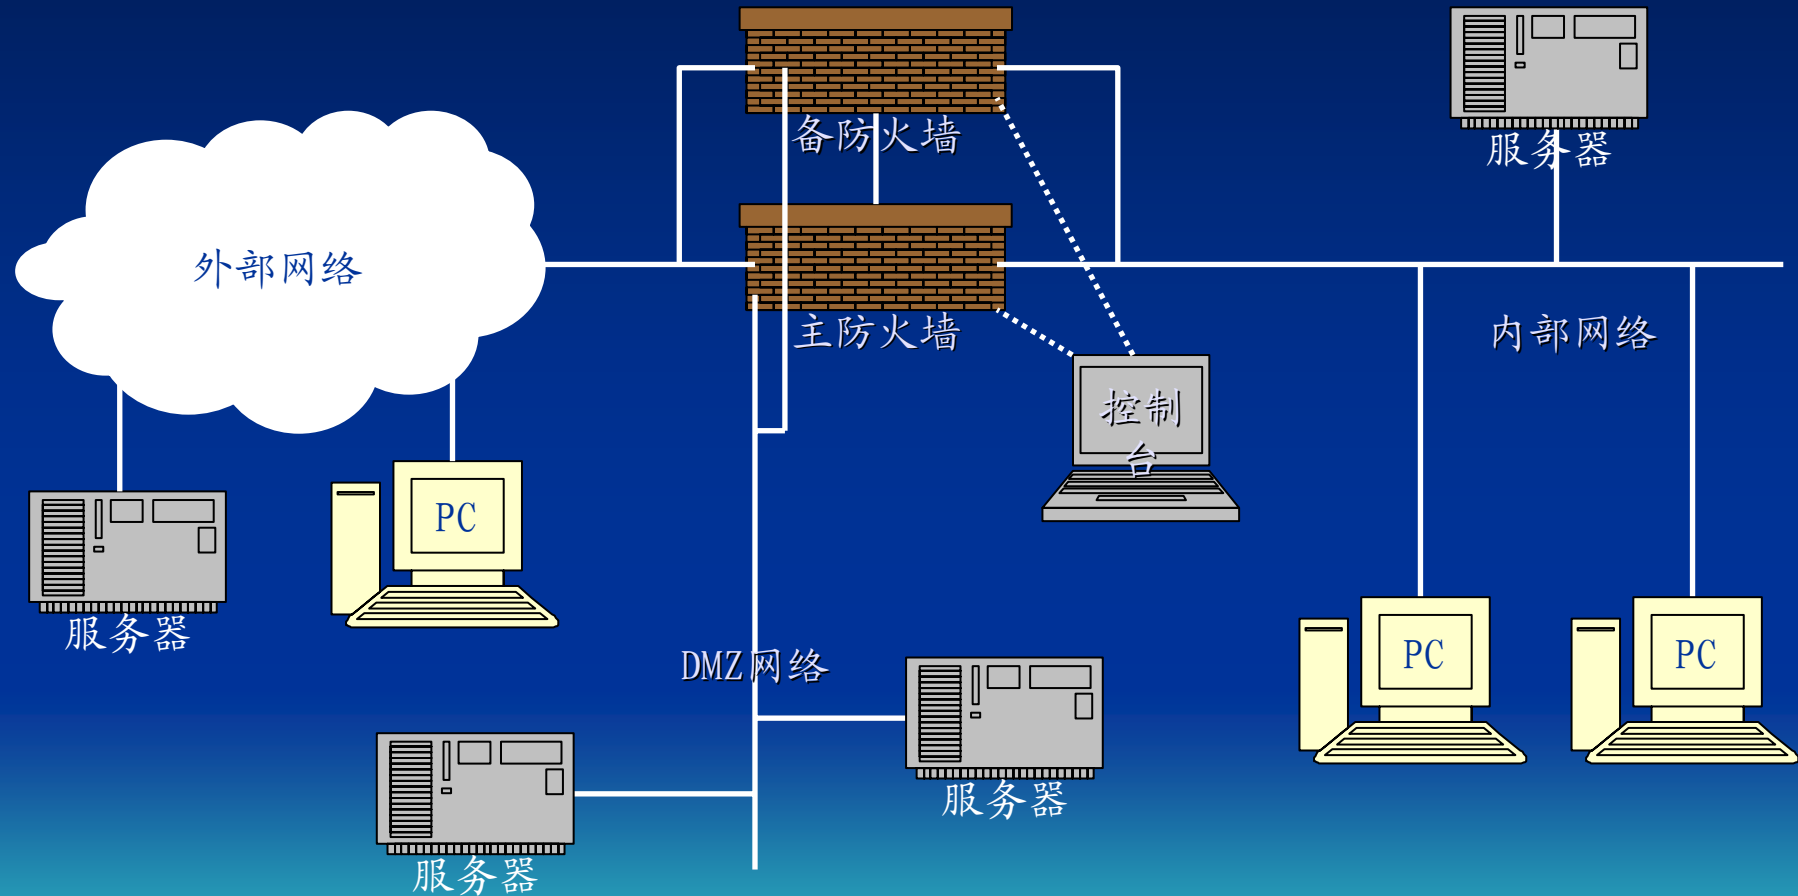 备防火墙
服务器
外部网络
主防火墙
内部网络
控制
台
PC
服务器
PC
PC
DMZ网络
服务器
服务器